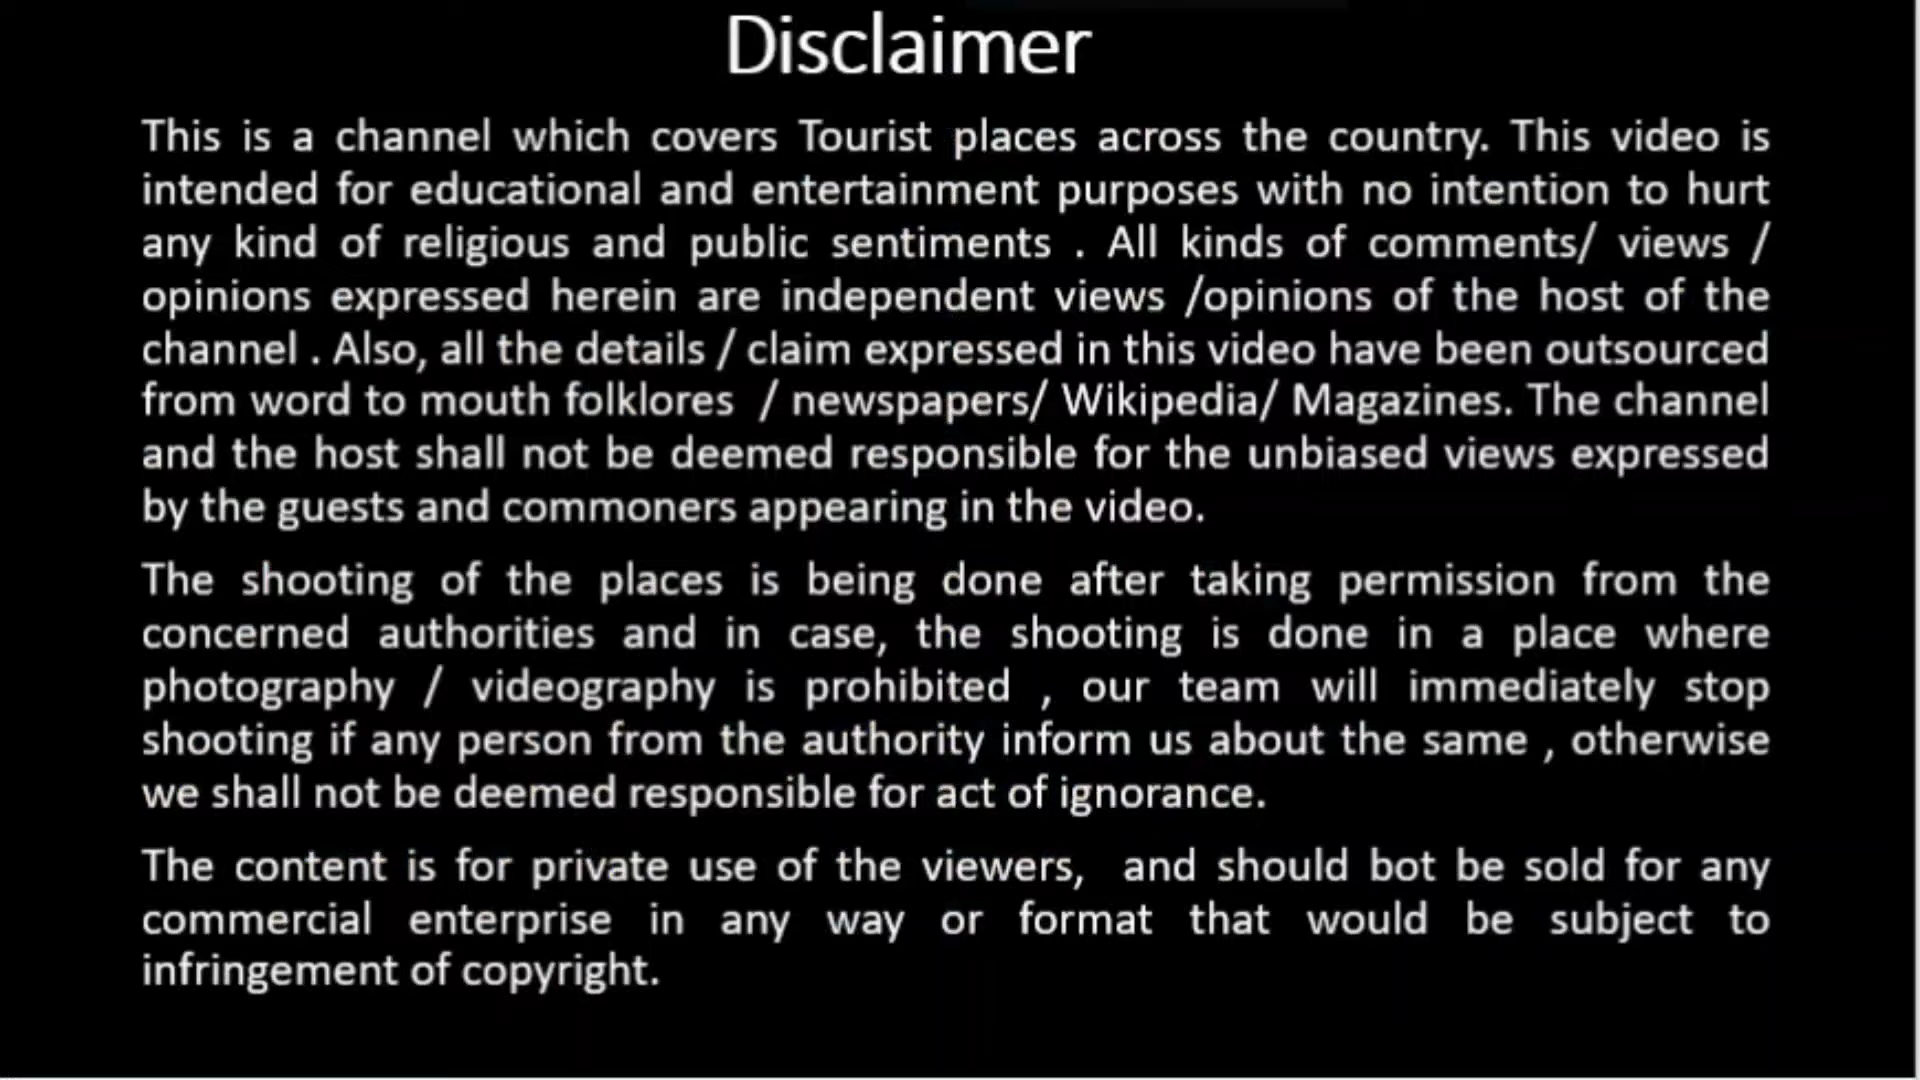 Disclaimer
This is a channel which covers Tourist places across the country. This video is
intended for educational and entertainment purposes with no intention to hurt
any kind of religious and public sentiments . All kinds of comments/ views /
opinions expressed herein are independent views /opinions of the host of the
channel . Also, all the details / claim expressed in this video have been outsourced
from word to mouth folklores / newspapers/ Wikipedia/ Magazines. The channel
and the host shall not be deemed responsible for the unbiased views expressed
by the guests and commoners appearing in the video.
The shooting of the places is being done after taking permission from the
concerned authorities and in case, the shooting is done in a place where
photography / videography is prohibited , our team will immediately stop
shooting if any person from the authority inform us about the same , otherwise
we shall not be deemed responsible for act of ignorance.
The content is for private use of the viewers, and should bot be sold for any
commercial enterprise in any way or format that would be subject to
infringement of copyright.